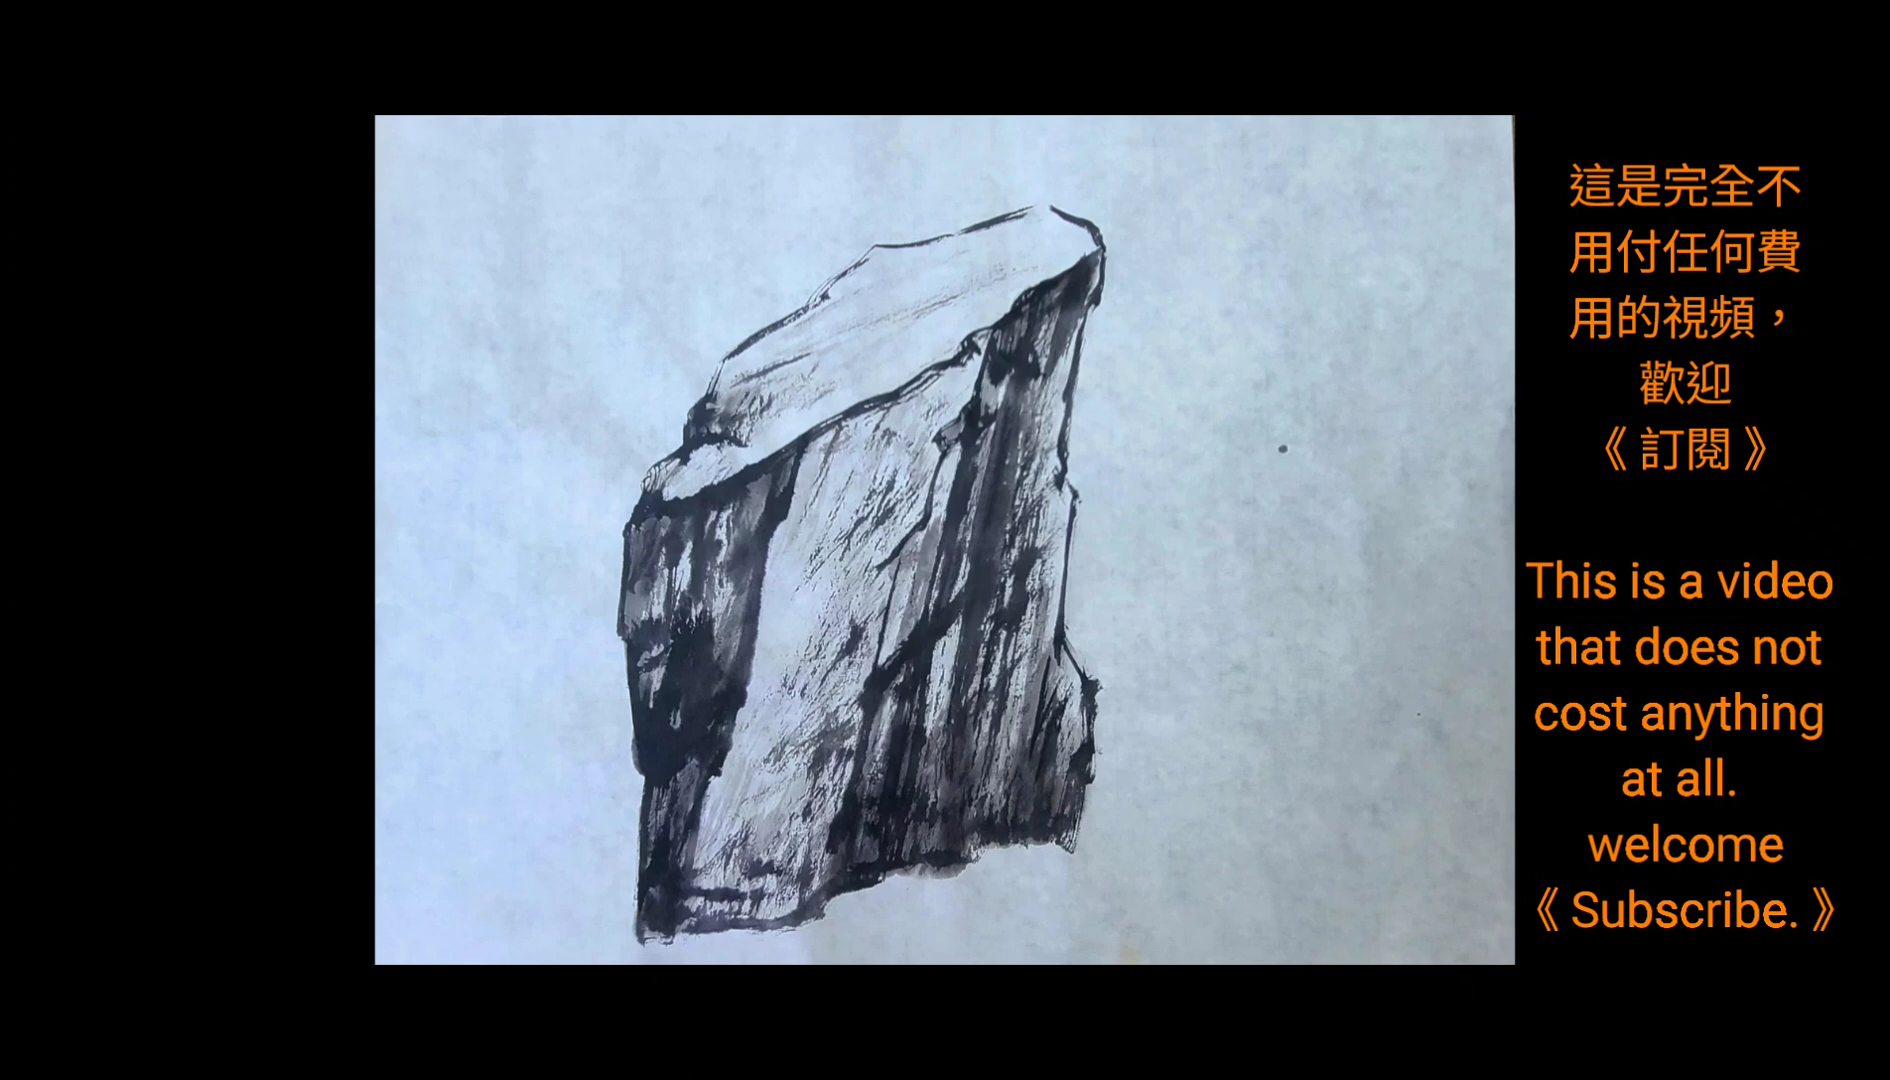 這是完全不
用付任何費
用的視頻，
歡迎
《 訂閱 》
This is a video
that does not
cost anything
at all.
welcome
《 Subscribe. 》